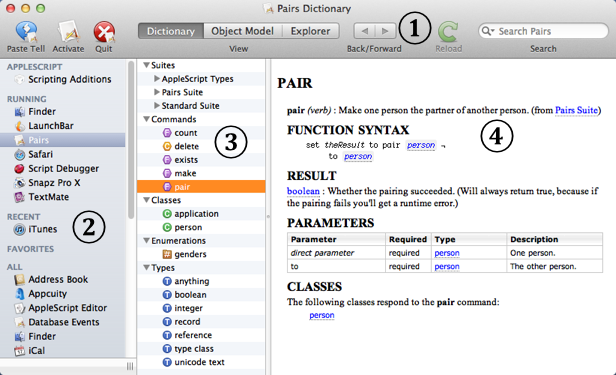 Pairs Dictionary
Paste Tell Activate Quit
Dictionary Object Model Explorer
View
Back/Forward
1
Reload
Search Pairs
Search
APPLESCRIPT
Scripting Additions
RUNNING
Finder
LaunchBar
Pairs
Safari
Script Debugger
Snapz Pro X
TextMate
RECENT
iTunes
2
FAVORITES
ALL
Address Book
Appcuity
AppleScript Editor
Database Events
Finder
iCal
Suites
AppleScript Types
Pairs Suite
Standard Suite
Commands
F count
C delete
F exists
F make
F pair
3
Classes
C application
C person
Enumerations
# genders
Types
T anything
T boolean
T integer
T record
T reference
T type class
T unicode text
PAIR
pair (verb) : Make one person the partner of another person. (from Pairs Suite)
FUNCTION SYNTAX
4
set theResult to pair person ¬
to person
RESULT
boolean : Whether the pairing succeeded. (Will always return true, because if
the pairing fails you'll get a runtime error.)
PARAMETERS
Parameter Required Type Description
direct parameter required person One person.
to required person The other person.
CLASSES
The following classes respond to the pair command:
person